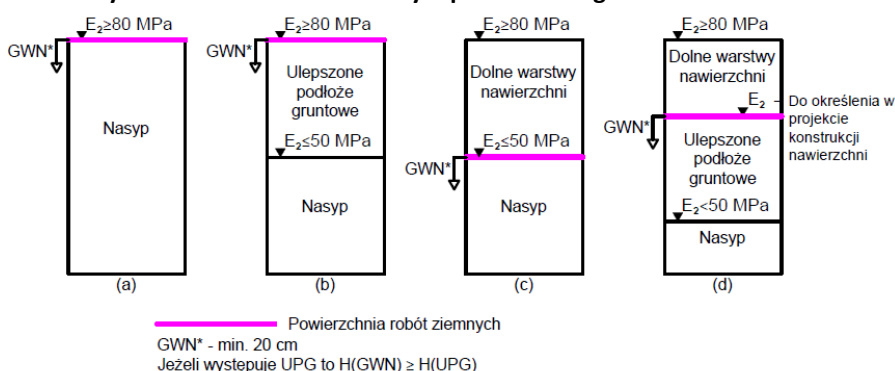 E₂≥80 MPa
GWN*
Nasyp
(a)
E₂≥80 MPa
GWN*
Ulepszone
podłoże
gruntowe
E₂≤50 MPa
Nasyp
(b)
E₂≥80 MPa
Dolne warstwy
nawierzchni
E₂≤50 MPa
GWN*
Nasyp
(c)
E₂≥80 MPa
Dolne warstwy
nawierzchni
E₂ - Do określenia w
projekcie
konstrukcji
nawierzchni
GWN*
Ulepszone
podłoże
gruntowe
E₂<50 MPa
Nasyp
(d)
Powierzchnia robót ziemnych
GWN* - min. 20 cm
Jeżeli występuje UPG to H(GWN) ≥ H(UPG)